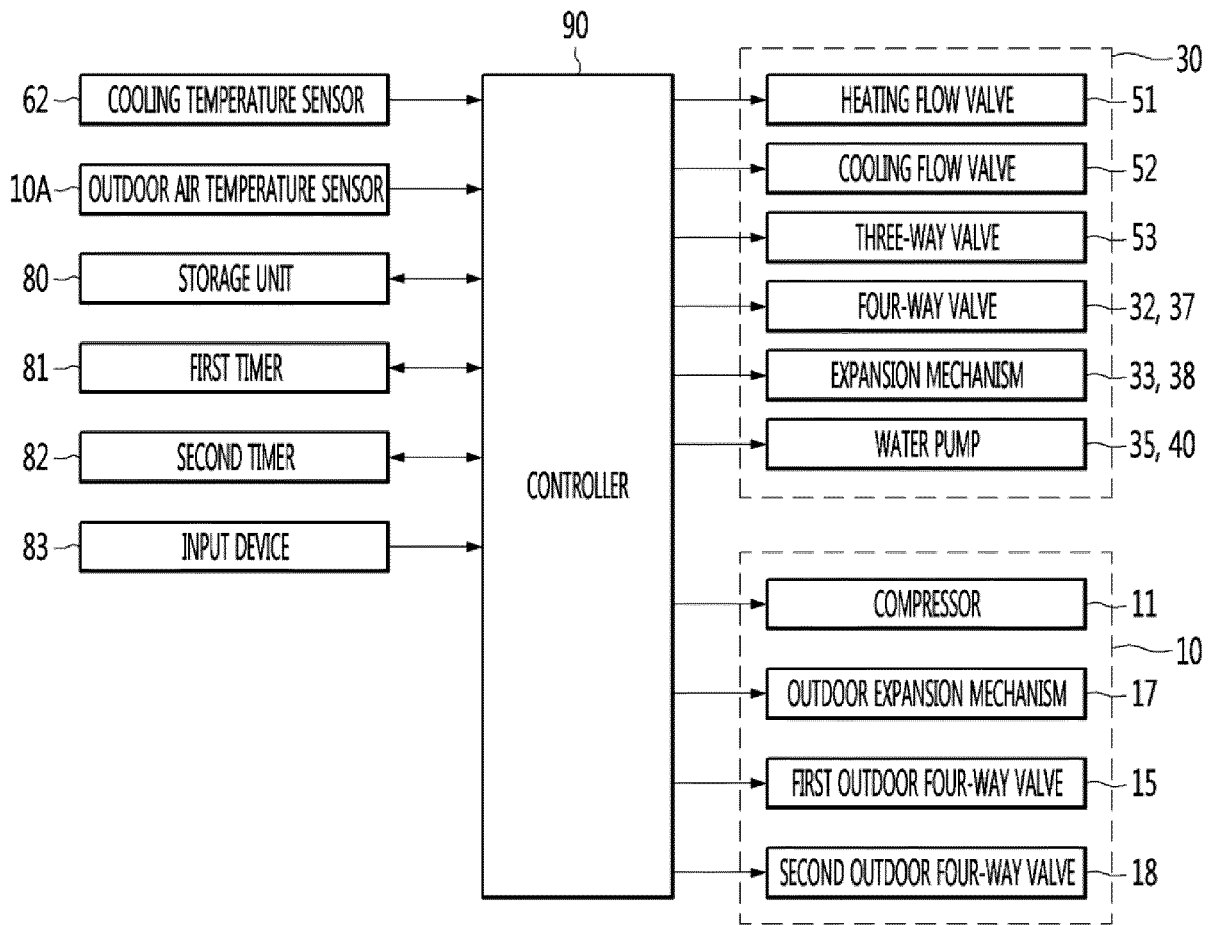 90
62 COOLING TEMPERATURE SENSOR
10A OUTDOOR AIR TEMPERATURE SENSOR
80 STORAGE UNIT
81 FIRST TIMER
82 SECOND TIMER
83 INPUT DEVICE
CONTROLLER
30
HEATING FLOW VALVE 51
COOLING FLOW VALVE 52
THREE-WAY VALVE 53
FOUR-WAY VALVE 32, 37
EXPANSION MECHANISM 33, 38
WATER PUMP 35, 40
COMPRESSOR 11
10
OUTDOOR EXPANSION MECHANISM 17
FIRST OUTDOOR FOUR-WAY VALVE 15
SECOND OUTDOOR FOUR-WAY VALVE 18